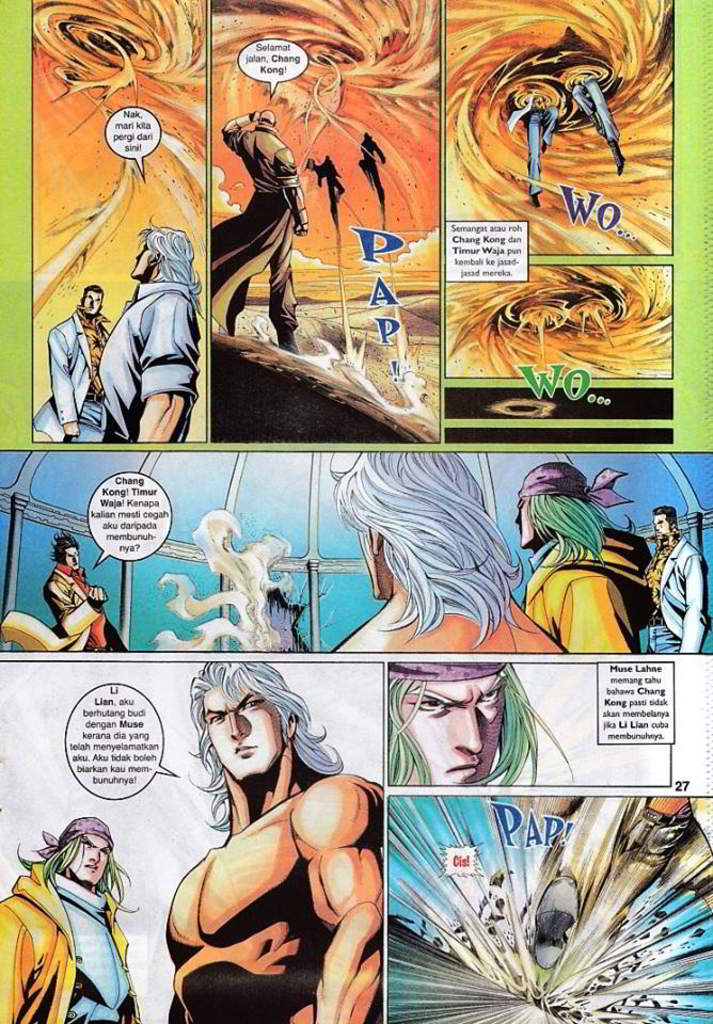 Nak,
mari kita
pergi dari
sini!
Selamat
jalan, Chang
Kong!
PAP!
WO...
Semangat atau roh
Chang Kong dan
Timur Waja pun
kembali ke jasad-
jasad mereka.
WO...
Chang
Kong! Timur
Waja! Kenapa
kalian mesti cegah
aku daripada
membunuh-
nya?
Li
Lian, aku
berhutang budi
dengan Muse
kerana dia yang
telah menyelamatkan
aku. Aku tidak boleh
biarkan kau mem-
bunuhnya!
Muse Lahne
memang tahu
bahawa Chang
Kong pasti tidak
akan membelanya
jika Li Lian cuba
membunuhnya.
27
PAP!
Cis!